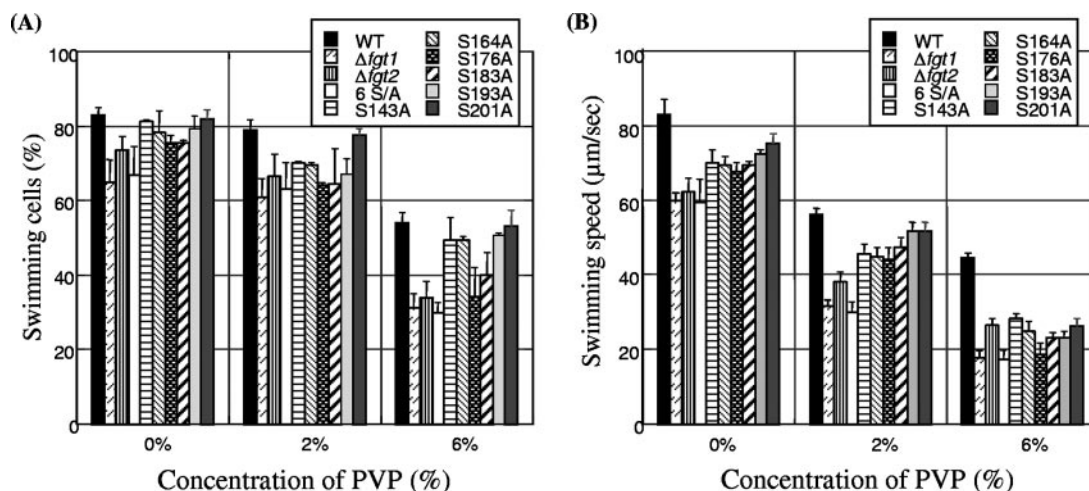 (A)
100
80
60
40
20
0
Swimming cells (%)
WT
Δfgt1
Δfgt2
6 S/A
S143A
S164A
S176A
S183A
S193A
S201A
0%
2%
6%
Concentration of PVP (%)
(B)
100
80
60
40
20
0
Swimming speed (µm/sec)
WT
Δfgt1
Δfgt2
6 S/A
S143A
S164A
S176A
S183A
S193A
S201A
0%
2%
6%
Concentration of PVP (%)